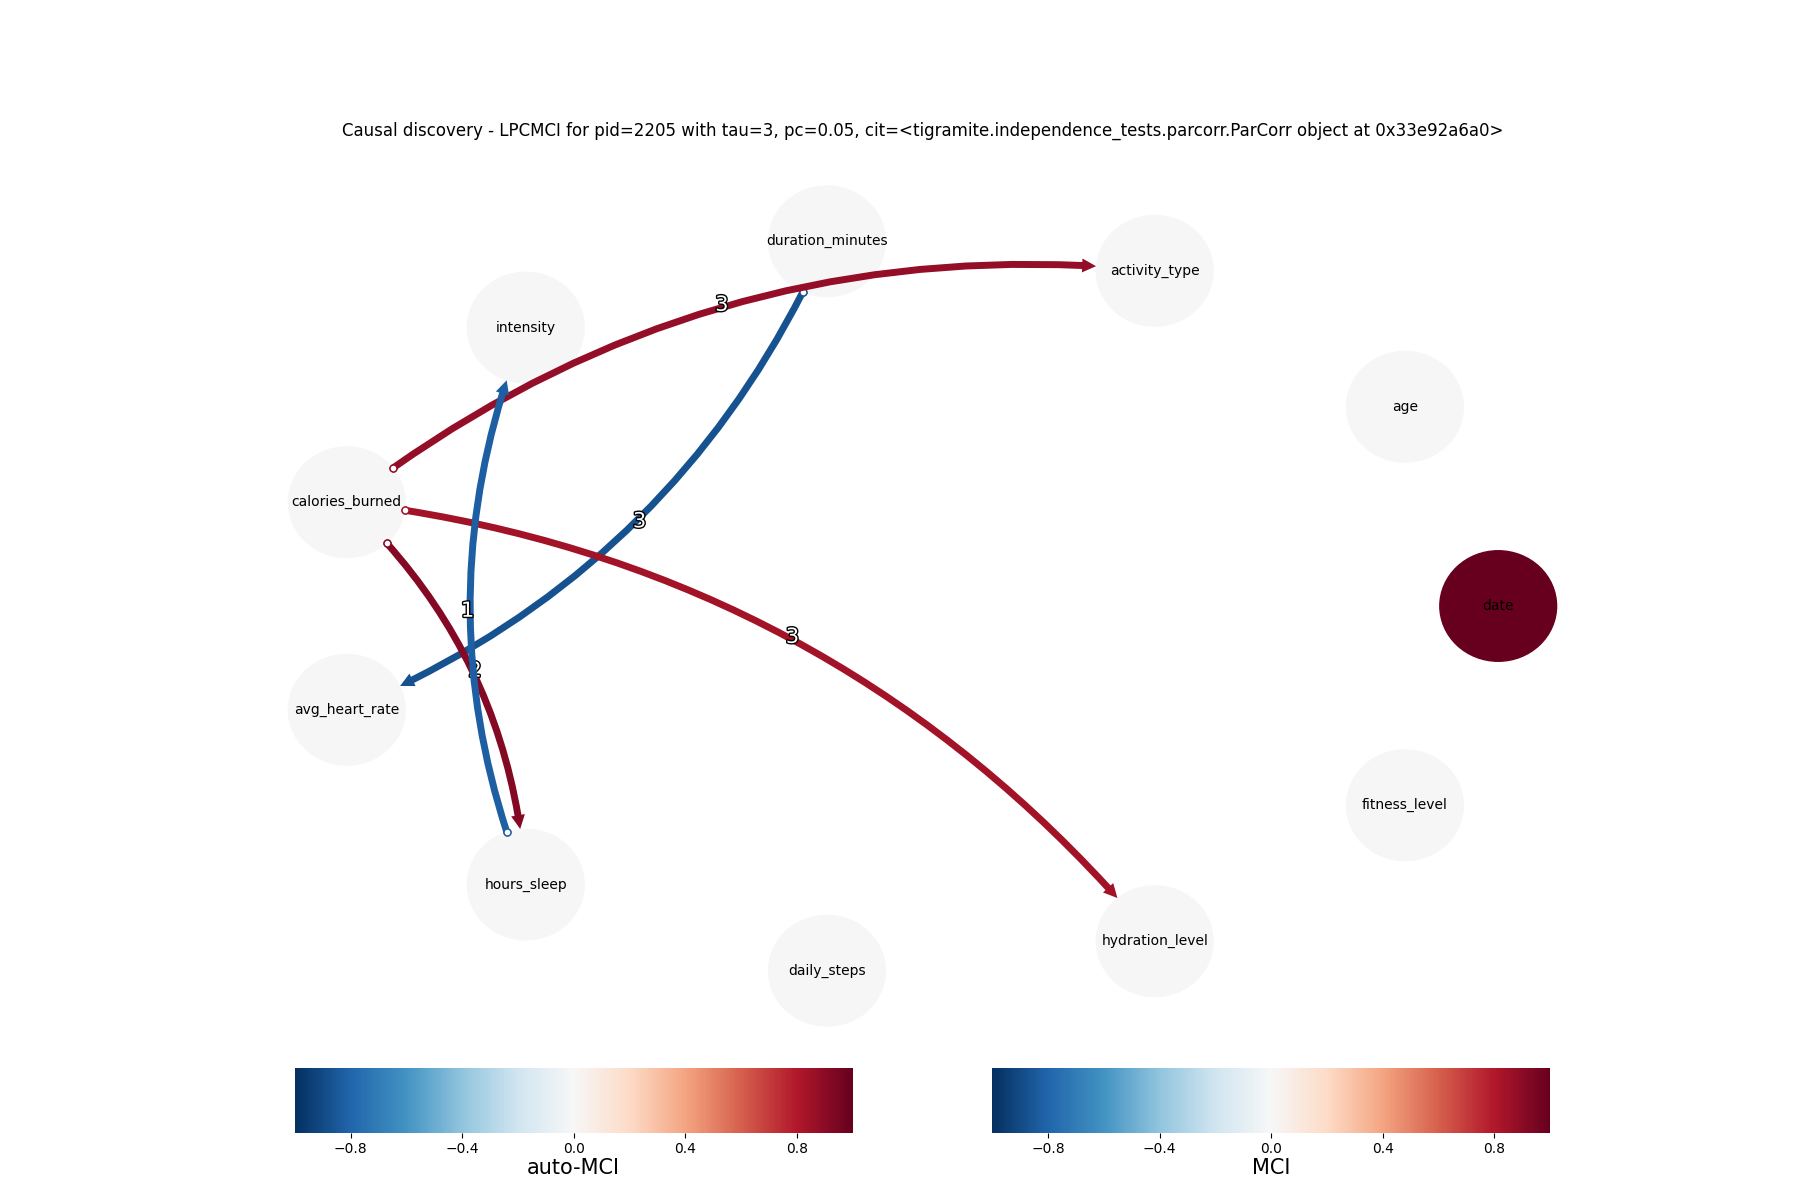 Causal discovery - LPCMCI for pid=2205 with tau=3, pc=0.05, cit=<tigramite.independence_tests.parcorr.ParCorr object at 0x33e92a6a0>
duration_minutes
activity_type
3
intensity
age
calories_burned
3
date
1
3
2
avg_heart_rate
fitness_level
hours_sleep
hydration_level
daily_steps
−0.8 −0.4 0.0 0.4 0.8
auto-MCI
−0.8 −0.4 0.0 0.4 0.8
MCI